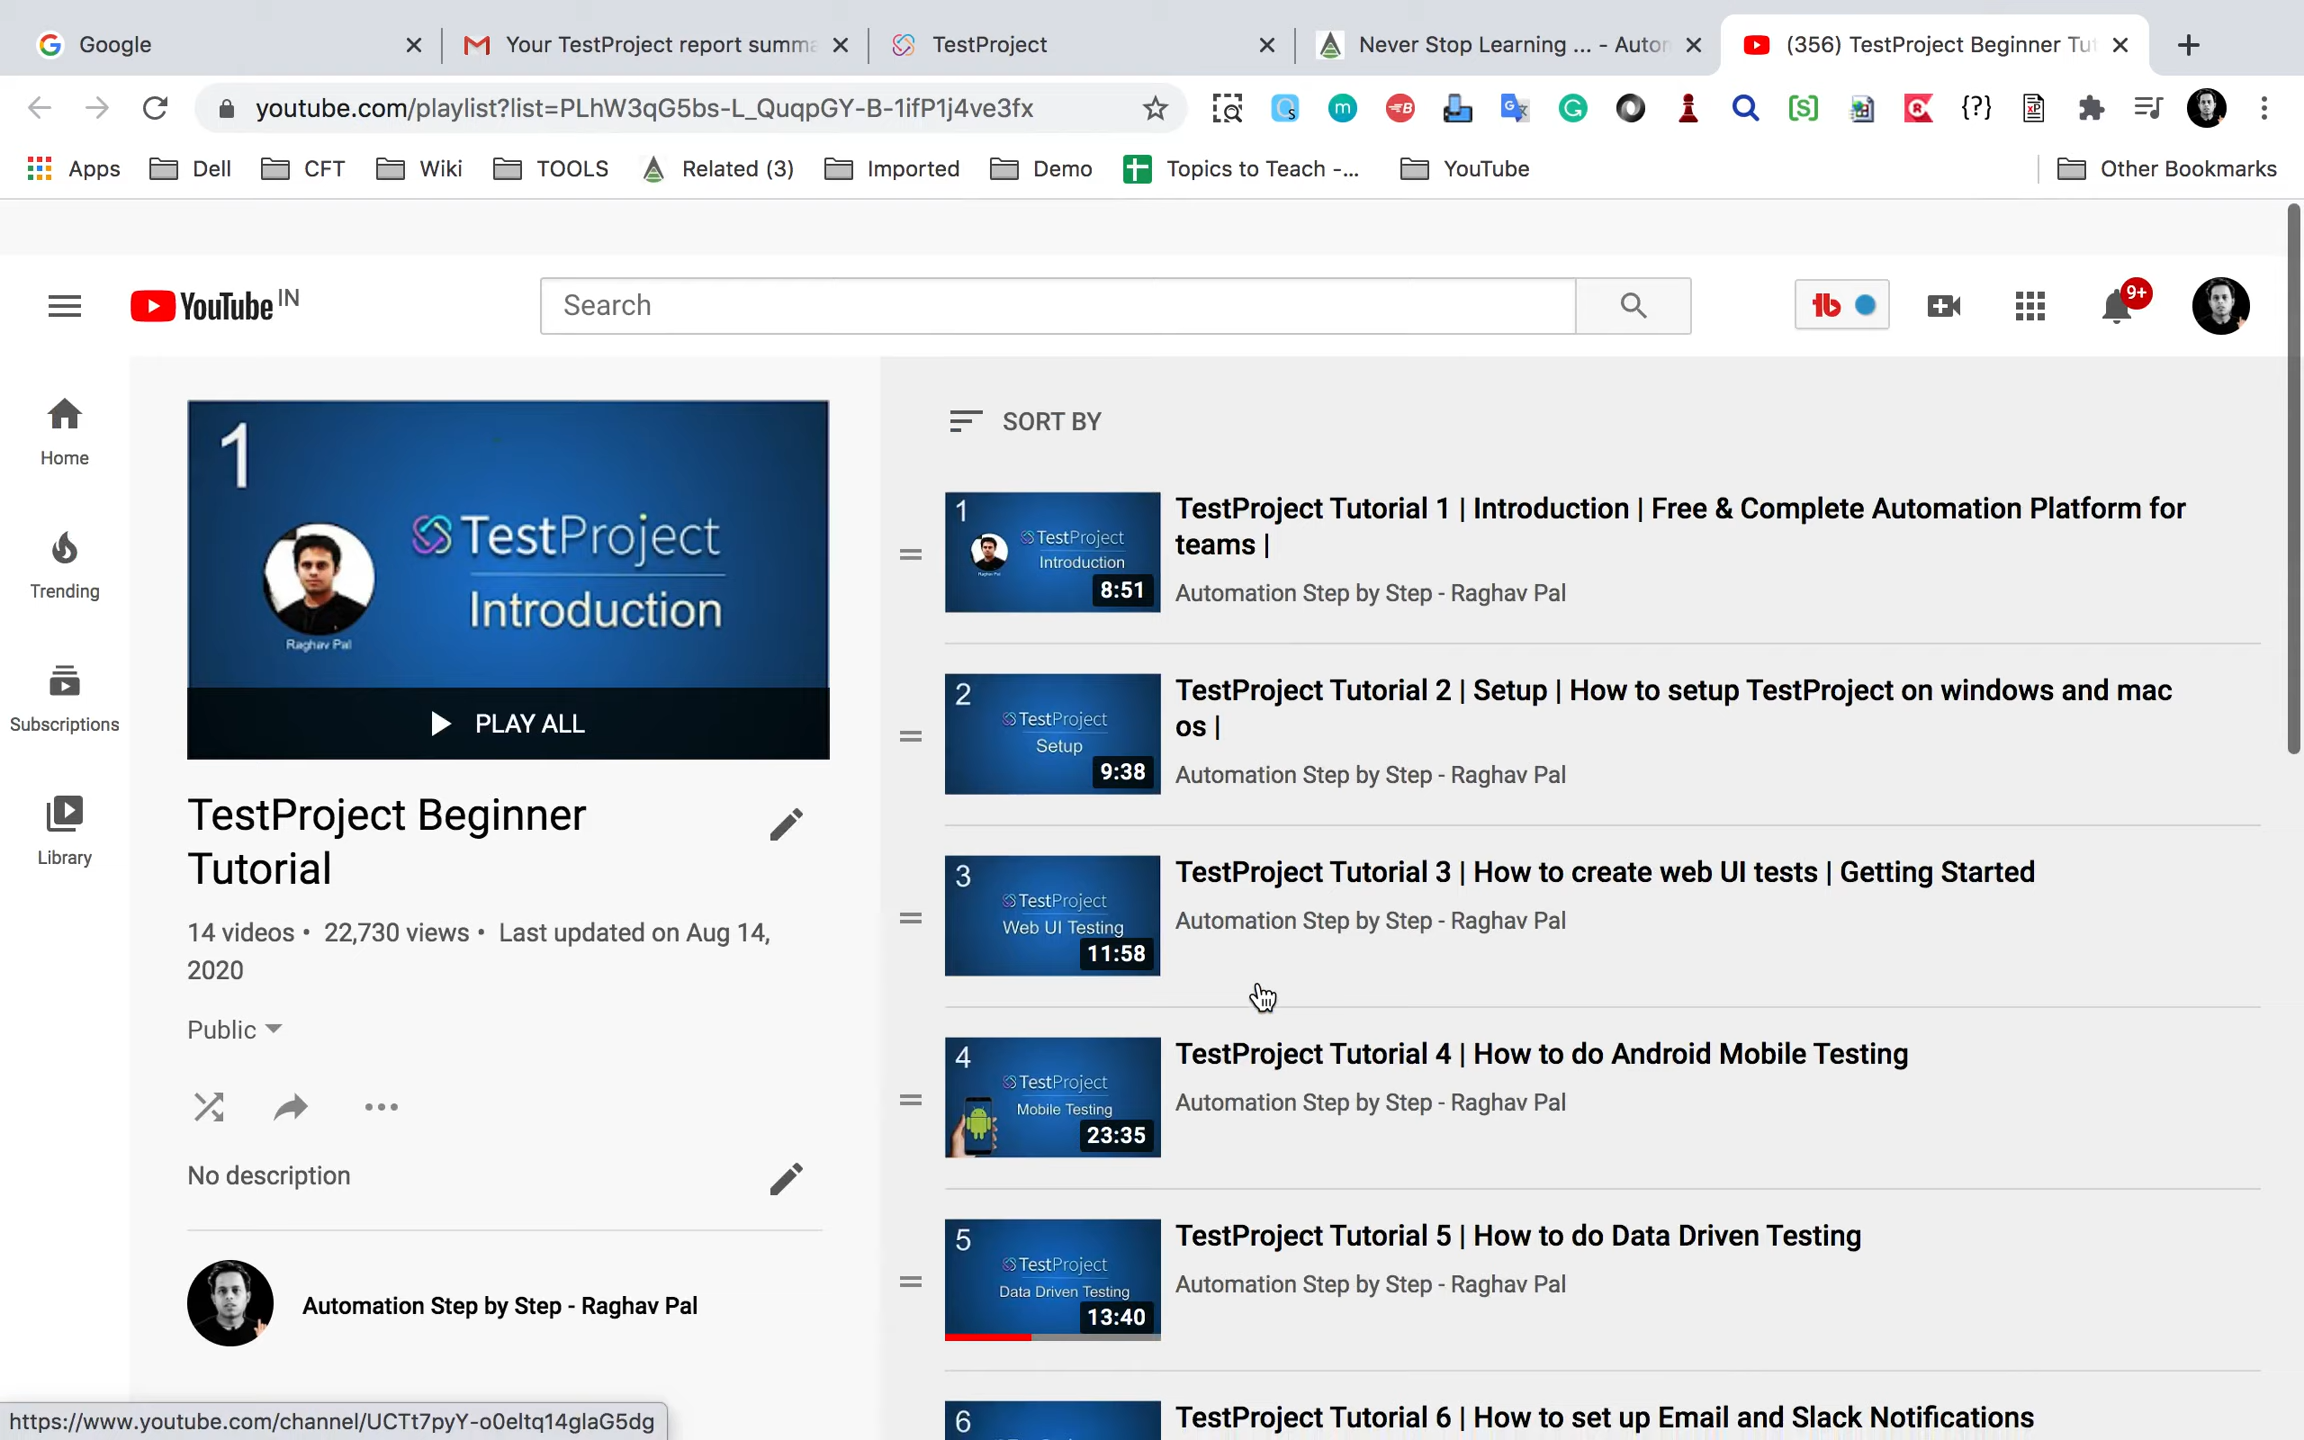 Google
Your TestProject report summa
TestProject
Never Stop Learning ... - Auton
(356) TestProject Beginner Tut
youtube.com/playlist?list=PLhW3qG5bs-L_QuqpGY-B-1ifP1j4ve3fx
Apps
Dell
CFT
Wiki
TOOLS
Related (3)
Imported
Demo
Topics to Teach -...
YouTube
Other Bookmarks
YouTube IN
Search
tb
9+
Home
Trending
Subscriptions
Library
1
TestProject
Introduction
Raghav Pal
PLAY ALL
TestProject Beginner
Tutorial
14 videos • 22,730 views • Last updated on Aug 14,
2020
Public
No description
Automation Step by Step - Raghav Pal
SORT BY
1
TestProject
Introduction
8:51
TestProject Tutorial 1 | Introduction | Free & Complete Automation Platform for
teams |
Automation Step by Step - Raghav Pal
2
TestProject
Setup
9:38
TestProject Tutorial 2 | Setup | How to setup TestProject on windows and mac
os |
Automation Step by Step - Raghav Pal
3
TestProject
Web UI Testing
11:58
TestProject Tutorial 3 | How to create web UI tests | Getting Started
Automation Step by Step - Raghav Pal
4
TestProject
Mobile Testing
23:35
TestProject Tutorial 4 | How to do Android Mobile Testing
Automation Step by Step - Raghav Pal
5
TestProject
Data Driven Testing
13:40
TestProject Tutorial 5 | How to do Data Driven Testing
Automation Step by Step - Raghav Pal
6
TestProject Tutorial 6 | How to set up Email and Slack Notifications
https://www.youtube.com/channel/UCTt7pyY-o0eltq14glaG5dg